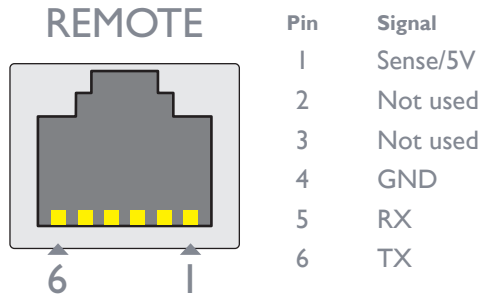 REMOTE
6 1
Pin Signal
1 Sense/5V
2 Not used
3 Not used
4 GND
5 RX
6 TX